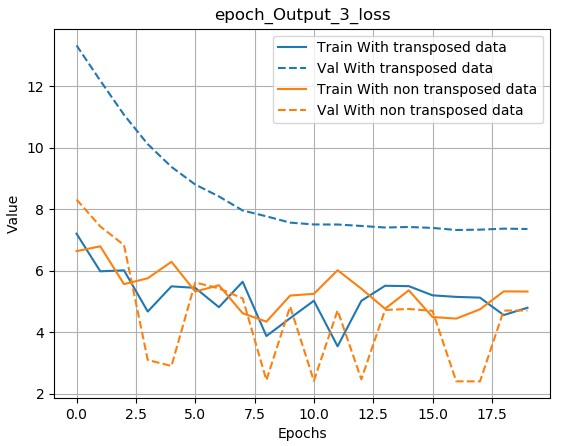 epoch_Output_3_loss
Train With transposed data
Val With transposed data
Train With non transposed data
Val With non transposed data
12
10
8
6
4
2
Value
0.0 2.5 5.0 7.5 10.0 12.5 15.0 17.5
Epochs